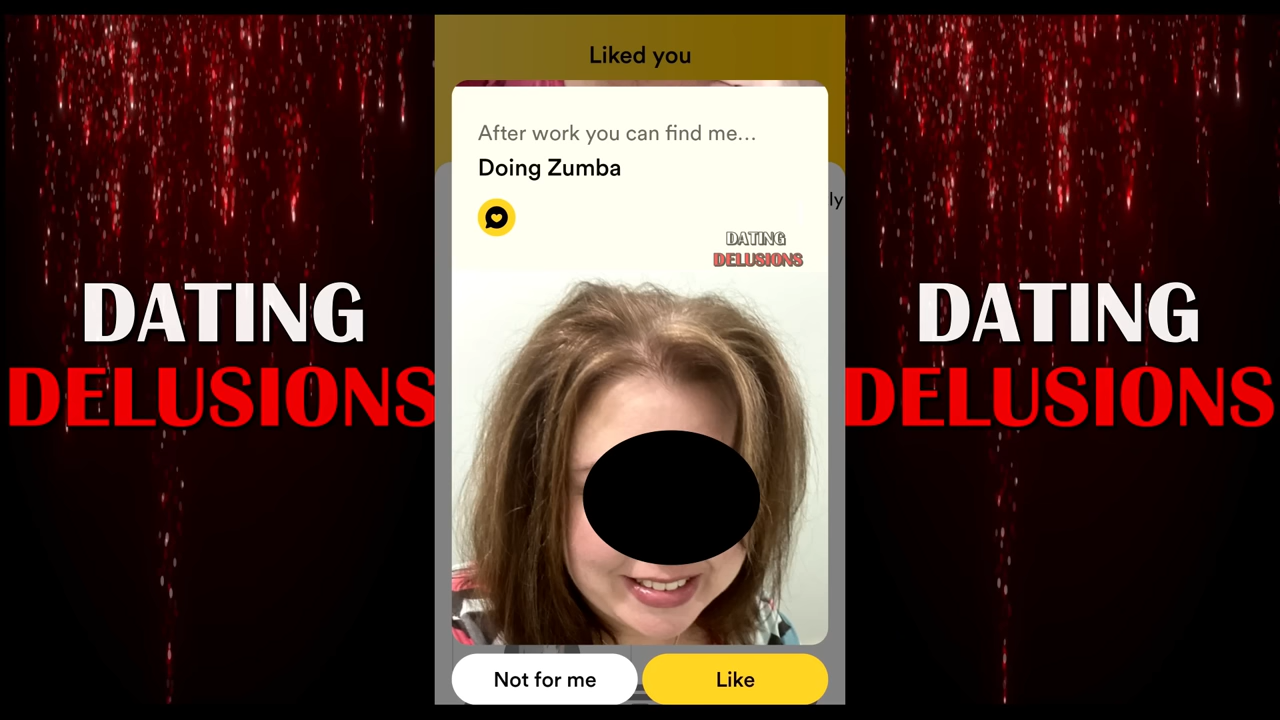 Liked you
After work you can find me...
Doing Zumba
ly
DATING
DELUSIONS
DATING
DELUSIONS
DATING
DELUSIONS
Not for me
Like